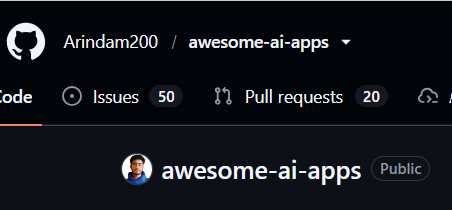 Arindam200 / awesome-ai-apps
Code Issues 50 Pull requests 20
awesome-ai-apps Public